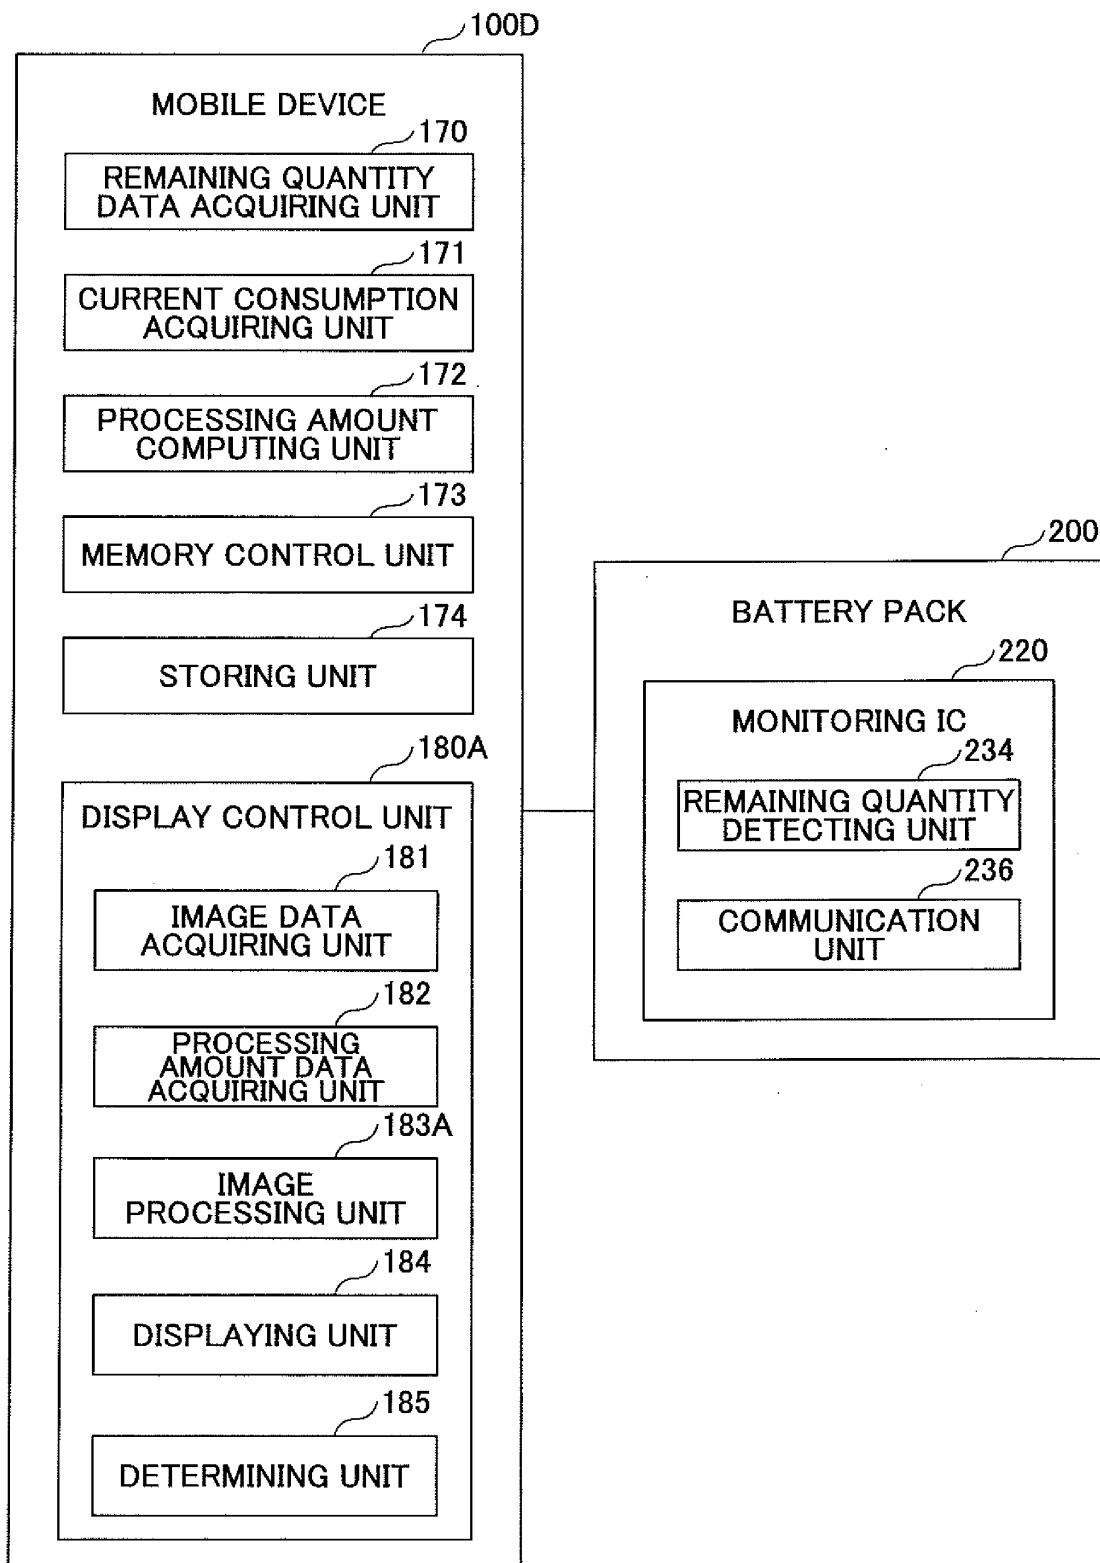 100D
MOBILE DEVICE
170
REMAINING QUANTITY
DATA ACQUIRING UNIT
171
CURRENT CONSUMPTION
ACQUIRING UNIT
172
PROCESSING AMOUNT
COMPUTING UNIT
173
MEMORY CONTROL UNIT
174
STORING UNIT
180A
DISPLAY CONTROL UNIT
181
IMAGE DATA
ACQUIRING UNIT
182
PROCESSING
AMOUNT DATA
ACQUIRING UNIT
183A
IMAGE
PROCESSING UNIT
184
DISPLAYING UNIT
185
DETERMINING UNIT
200
BATTERY PACK
220
MONITORING IC
234
REMAINING QUANTITY
DETECTING UNIT
236
COMMUNICATION
UNIT